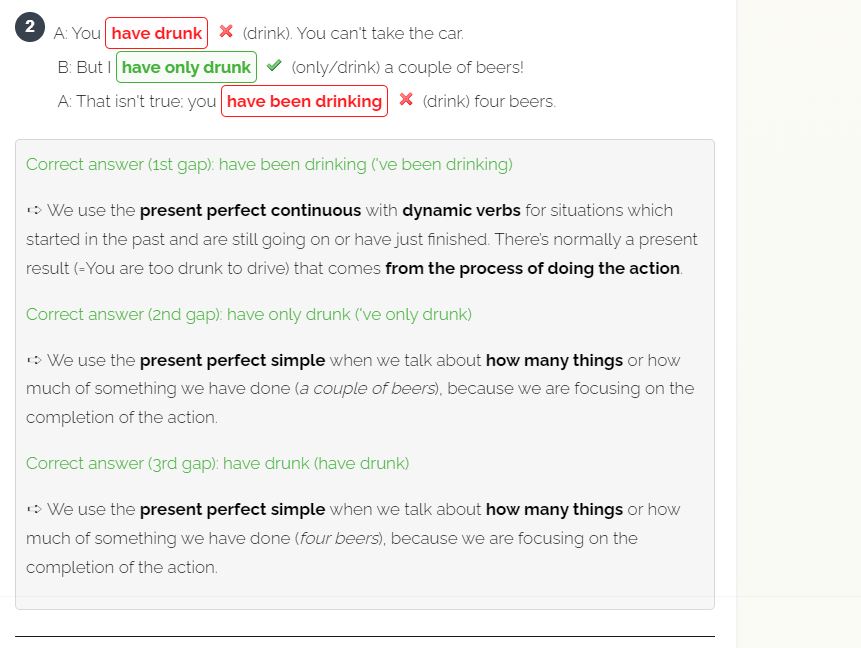 2
A: You have drunk ✗ (drink). You can't take the car.
B: But I have only drunk ✓ (only/drink) a couple of beers!
A: That isn't true; you have been drinking ✗ (drink) four beers.
Correct answer (1st gap): have been drinking ('ve been drinking)
➪ We use the present perfect continuous with dynamic verbs for situations which
started in the past and are still going on or have just finished. There's normally a present
result (=You are too drunk to drive) that comes from the process of doing the action.
Correct answer (2nd gap): have only drunk ('ve only drunk)
➪ We use the present perfect simple when we talk about how many things or how
much of something we have done (a couple of beers), because we are focusing on the
completion of the action.
Correct answer (3rd gap): have drunk (have drunk)
➪ We use the present perfect simple when we talk about how many things or how
much of something we have done (four beers), because we are focusing on the
completion of the action.